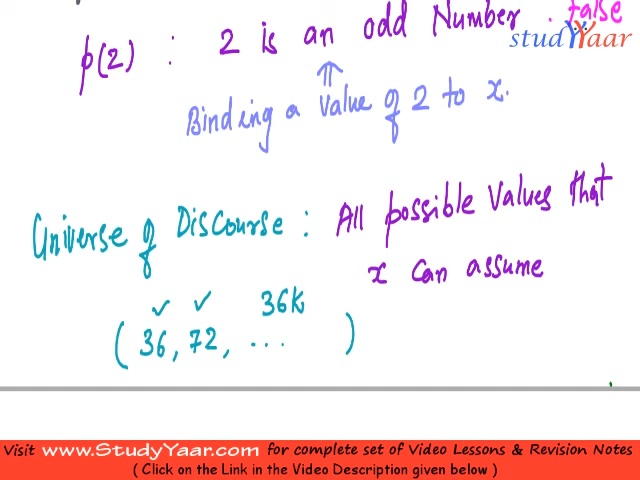 p(2) : 2 is an odd Number. false
studYYaar
Binding a Value of 2 to x.
Universe of Discourse : All possible Values that
x can assume
✓ ✓ 36k
(36, 72, ... )
Visit www.StudyYaar.com for complete set of Video Lessons & Revision Notes
( Click on the Link in the Video Description given below )